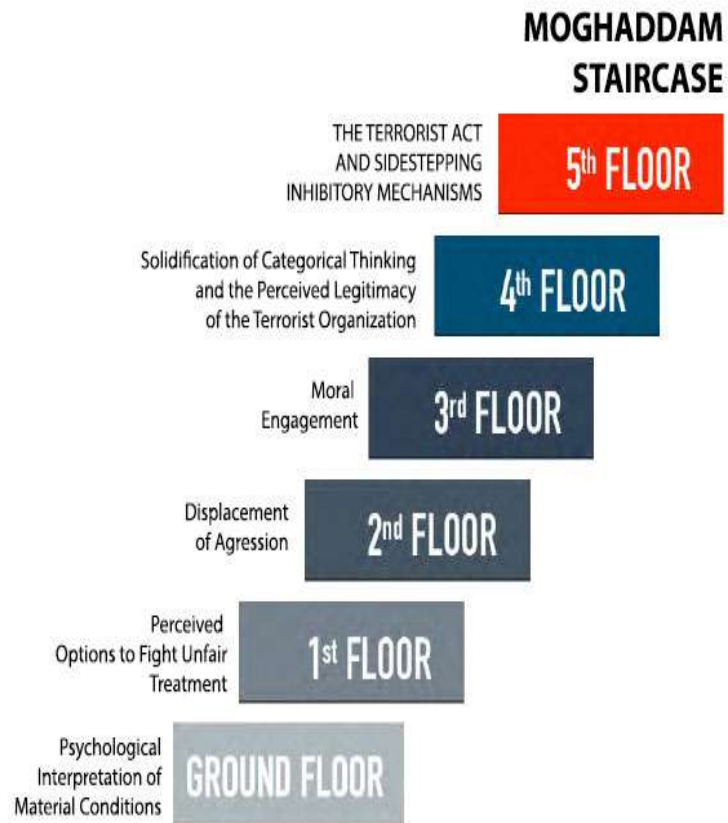 MOGHADDAM
STAIRCASE
THE TERRORIST ACT
AND SIDESTEPPING
INHIBITORY MECHANISMS
5th FLOOR
Solidification of Categorical Thinking
and the Perceived Legitimacy
of the Terrorist Organization
4th FLOOR
Moral
Engagement
3rd FLOOR
Displacement
of Agression
2nd FLOOR
Perceived
Options to Fight Unfair
Treatment
1st FLOOR
Psychological
Interpretation of
Material Conditions
GROUND FLOOR